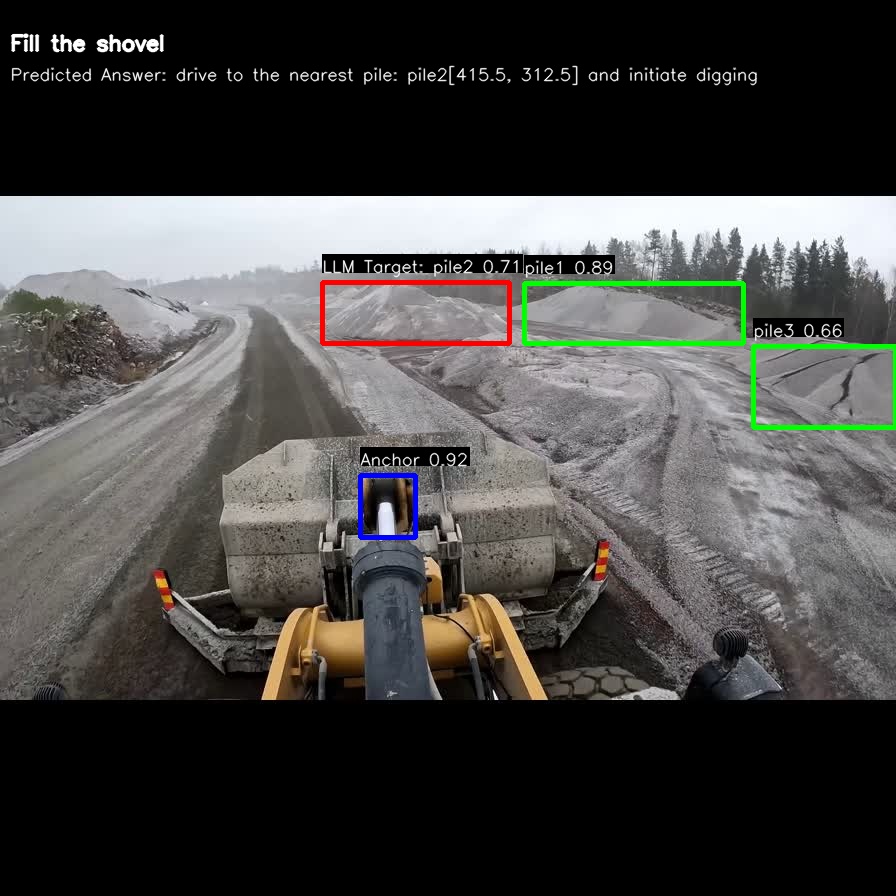 Fill the shovel
Predicted Answer: drive to the nearest pile: pile2[415.5, 312.5] and initiate digging
LLM Target: pile2 0.71
pile1 0.89
pile3 0.66
Anchor 0.92